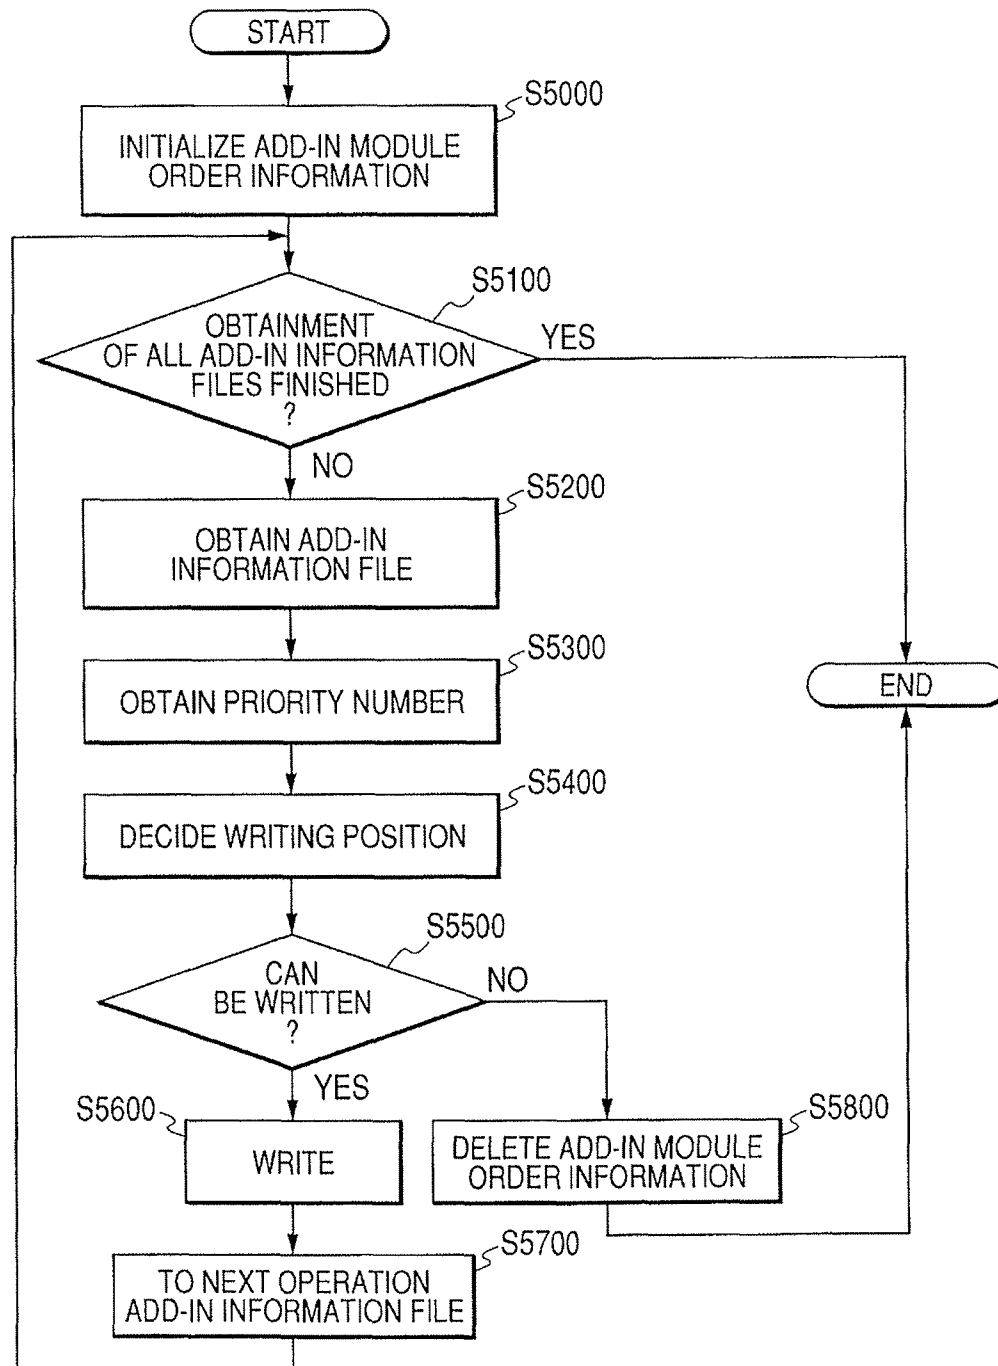 START
S5000
INITIALIZE ADD-IN MODULE
ORDER INFORMATION
S5100
OBTAINMENT
OF ALL ADD-IN INFORMATION
FILES FINISHED
?
YES
NO
S5200
OBTAIN ADD-IN
INFORMATION FILE
S5300
OBTAIN PRIORITY NUMBER
END
S5400
DECIDE WRITING POSITION
S5500
CAN
BE WRITTEN
?
NO
YES
S5600
WRITE
S5800
DELETE ADD-IN MODULE
ORDER INFORMATION
S5700
TO NEXT OPERATION
ADD-IN INFORMATION FILE